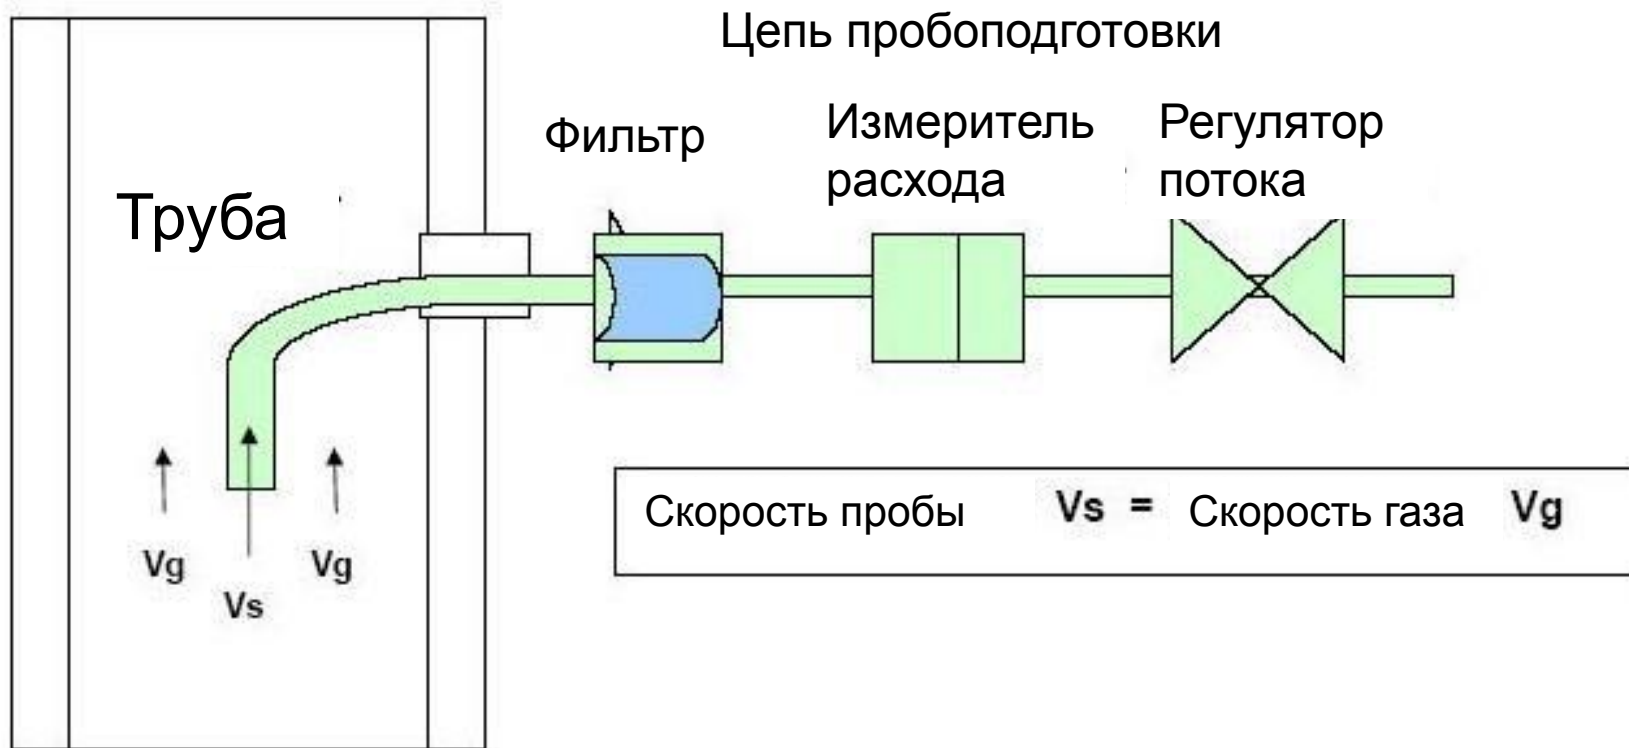 Цепь пробоподготовки
Фильтр
Измеритель
расхода
Регулятор
потока
Труба
Vg
Vs
Vg
Скорость пробы Vs = Скорость газа Vg